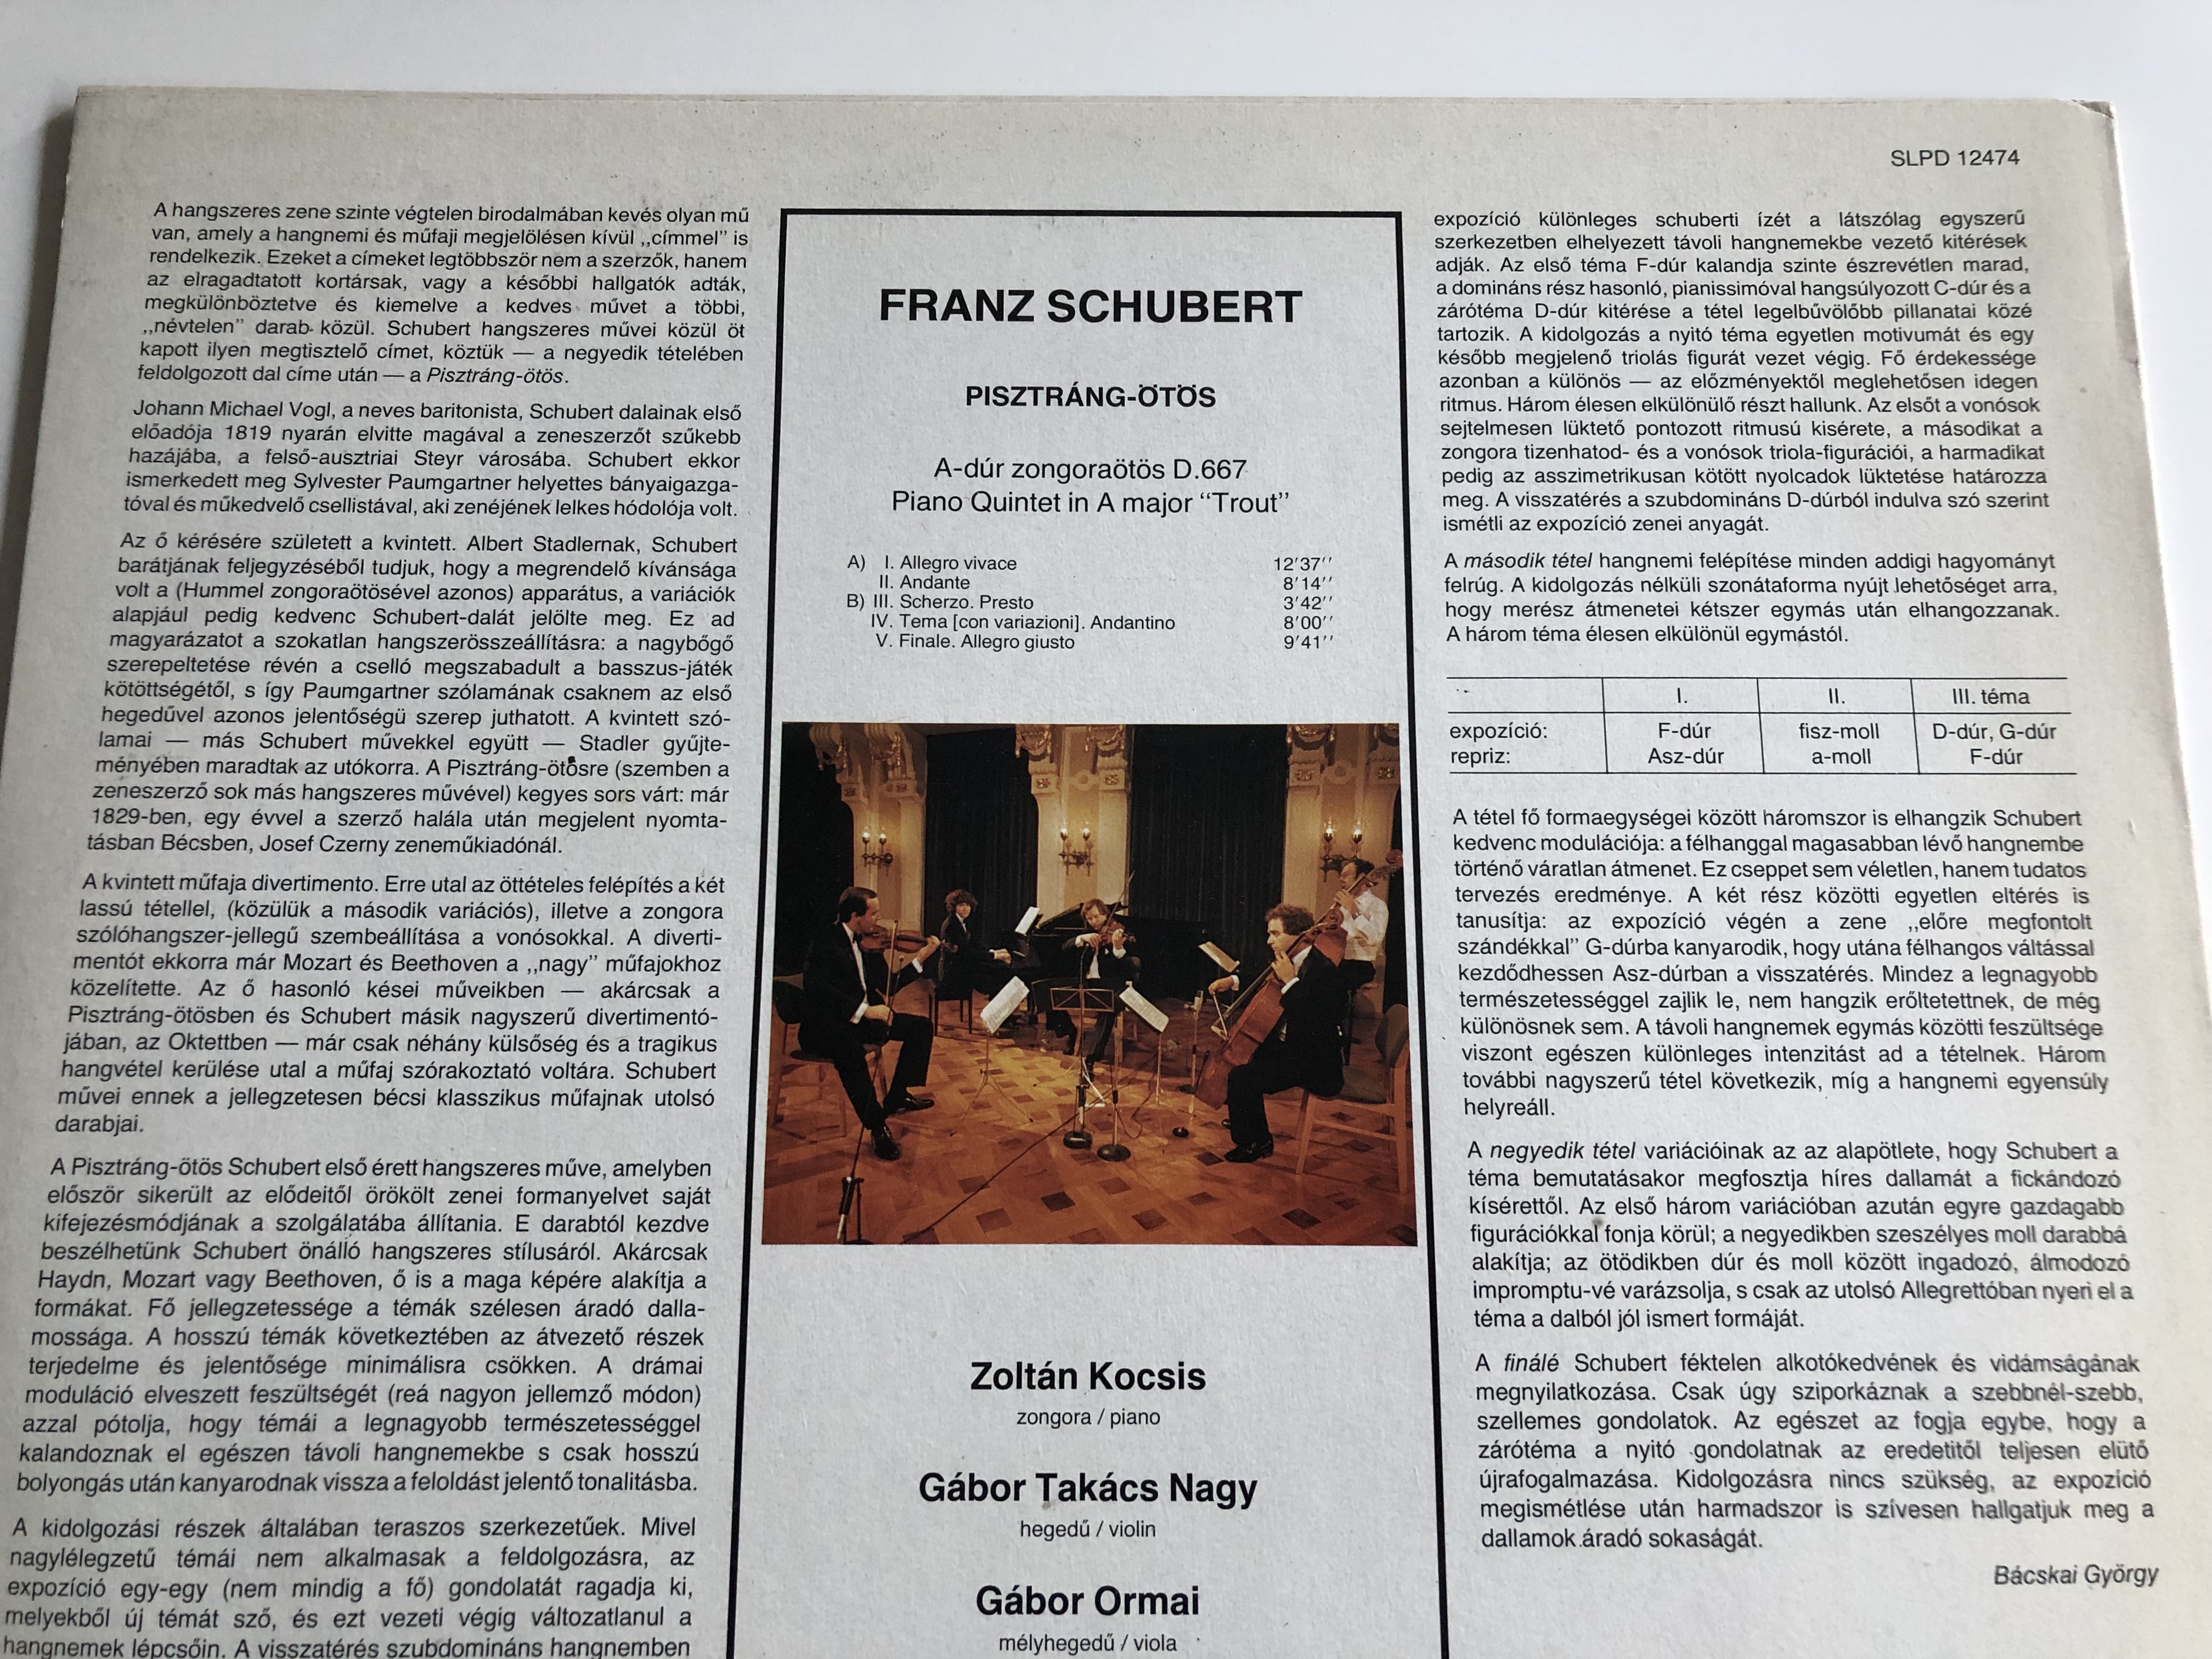 SLPD 12474
A hangszeres zene szinte végtelen birodalmában kevés olyan mű
van, amely a hangnemi és műfaji megjelölésen kívül ,,címmel” is
rendelkezik. Ezeket a címeket legtöbbször nem a szerzők, hanem
az elragadtatott kortársak, vagy a későbbi hallgatók adták,
megkülönböztetve és kiemelve a kedves művet a többi,
,,névtelen” darab közül. Schubert hangszeres művei közül öt
kapott ilyen megtisztelő címet, köztük — a negyedik tételében
feldolgozott dal címe után — a Pisztráng-ötös.
Johann Michael Vogl, a neves baritonista, Schubert dalainak első
előadója 1819 nyarán elvitte magával a zeneszerzőt szűkebb
hazájába, a felső-ausztriai Steyr városába. Schubert ekkor
ismerkedett meg Sylvester Paumgartner helyettes bányaigazga-
tóval és műkedvelő csellistával, aki zenéjének lelkes hódolója volt.
Az ő kérésére született a kvintett. Albert Stadlernak, Schubert
barátjának feljegyzéséből tudjuk, hogy a megrendelő kívánsága
volt a (Hummel zongoraötösével azonos) apparátus, a variációk
alapjául pedig kedvenc Schubert-dalát jelölte meg. Ez ad
magyarázatot a szokatlan hangszerösszeállításra: a nagybőgő
szerepeltetése révén a cselló megszabadult a basszus-játék
kötöttségétől, s így Paumgartner szólamának csaknem az első
hegedűvel azonos jelentőségü szerep juthatott. A kvintett szó-
lamai — más Schubert művekkel együtt — Stadler gyűjte-
ményében maradtak az utókorra. A Pisztráng-ötösre (szemben a
zeneszerző sok más hangszeres művével) kegyes sors várt: már
1829-ben, egy évvel a szerző halála után megjelent nyomta-
tásban Bécsben, Josef Czerny zeneműkiadónál.
A kvintett műfaja divertimento. Erre utal az öttételes felépítés a két
lassú tétellel, (közülük a második variációs), illetve a zongora
szólóhangszer-jellegű szembeállítása a vonósokkal. A diverti-
mentót ekkorra már Mozart és Beethoven a ,,nagy” műfajokhoz
közelítette. Az ő hasonló kései műveikben — akárcsak a
Pisztráng-ötösben és Schubert másik nagyszerű divertimentó-
jában, az Oktettben — már csak néhány külsőség és a tragikus
hangvétel kerülése utal a műfaj szórakoztató voltára. Schubert
művei ennek a jellegzetesen bécsi klasszikus műfajnak utolsó
darabjai.
A Pisztráng-ötös Schubert első érett hangszeres műve, amelyben
először sikerült az elődeitől örökölt zenei formanyelvet saját
kifejezésmódjának a szolgálatába állítania. E darabtól kezdve
beszélhetünk Schubert önálló hangszeres stílusáról. Akárcsak
Haydn, Mozart vagy Beethoven, ő is a maga képére alakítja a
formákat. Fő jellegzetessége a témák szélesen áradó dalla-
mossága. A hosszú témák következtében az átvezető részek
terjedelme és jelentősége minimálisra csökken. A drámai
moduláció elveszett feszültségét (reá nagyon jellemző módon)
azzal pótolja, hogy témái a legnagyobb természetességgel
kalandoznak el egészen távoli hangnemekbe s csak hosszú
bolyongás után kanyarodnak vissza a feloldást jelentő tonalitásba.
A kidolgozási részek általában teraszos szerkezetűek. Mivel
nagylélegzetű témái nem alkalmasak a feldolgozásra, az
expozíció egy-egy (nem mindig a fő) gondolatát ragadja ki,
melyekből új témát sző, és ezt vezeti végig változatlanul a
hangnemek lépcsőin. A visszatérés szubdomináns hangnemben
FRANZ SCHUBERT
PISZTRÁNG-ÖTÖS
A-dúr zongoraötös D.667
Piano Quintet in A major “Trout”
A) I. Allegro vivace 12’37’’
II. Andante 8’14’’
B) III. Scherzo. Presto 3’42’’
IV. Tema [con variazioni]. Andantino 8’00’’
V. Finale. Allegro giusto 9’41’’
Zoltán Kocsis
zongora / piano
Gábor Takács Nagy
hegedű / violin
Gábor Ormai
mélyhegedű / viola
expozíció különleges schuberti ízét a látszólag egyszerű
szerkezetben elhelyezett távoli hangnemekbe vezető kitérések
adják. Az első téma F-dúr kalandja szinte észrevétlen marad,
a domináns rész hasonló, pianissimóval hangsúlyozott C-dúr és a
zárótéma D-dúr kitérése a tétel legelbűvölőbb pillanatai közé
tartozik. A kidolgozás a nyitó téma egyetlen motivumát és egy
később megjelenő triolás figurát vezet végig. Fő érdekessége
azonban a különös — az előzményektől meglehetősen idegen
ritmus. Három élesen elkülönülő részt hallunk. Az elsőt a vonósok
sejtelmesen lüktető pontozott ritmusú kisérete, a másodikat a
zongora tizenhatod- és a vonósok triola-figurációi, a harmadikat
pedig az asszimetrikusan kötött nyolcadok lüktetése határozza
meg. A visszatérés a szubdomináns D-dúrból indulva szó szerint
ismétli az expozíció zenei anyagát.
A második tétel hangnemi felépítése minden addigi hagyományt
felrúg. A kidolgozás nélküli szonátaforma nyújt lehetőséget arra,
hogy merész átmenetei kétszer egymás után elhangozzanak.
A három téma élesen elkülönül egymástól.
I. II. III. téma
expozíció: F-dúr fisz-moll D-dúr, G-dúr
repriz: Asz-dúr a-moll F-dúr
A tétel fő formaegységei között háromszor is elhangzik Schubert
kedvenc modulációja: a félhanggal magasabban lévő hangnembe
történő váratlan átmenet. Ez cseppet sem véletlen, hanem tudatos
tervezés eredménye. A két rész közötti egyetlen eltérés is
tanusítja: az expozíció végén a zene ,,előre megfontolt
szándékkal” G-dúrba kanyarodik, hogy utána félhangos váltással
kezdődhessen Asz-dúrban a visszatérés. Mindez a legnagyobb
természetességgel zajlik le, nem hangzik erőltetettnek, de még
különösnek sem. A távoli hangnemek egymás közötti feszültsége
viszont egészen különleges intenzitást ad a tételnek. Három
további nagyszerű tétel következik, míg a hangnemi egyensúly
helyreáll.
A negyedik tétel variációinak az az alapötlete, hogy Schubert a
téma bemutatásakor megfosztja híres dallamát a fickándozó
kísérettől. Az első három variációban azután egyre gazdagabb
figurációkkal fonja körül; a negyedikben szeszélyes moll darabbá
alakítja; az ötödikben dúr és moll között ingadozó, álmodozó
impromptu-vé varázsolja, s csak az utolsó Allegrettóban nyeri el a
téma a dalból jól ismert formáját.
A finálé Schubert féktelen alkotókedvének és vidámságának
megnyilatkozása. Csak úgy sziporkáznak a szebbnél-szebb,
szellemes gondolatok. Az egészet az fogja egybe, hogy a
zárótéma a nyitó gondolatnak az eredetitől teljesen elütő
újrafogalmazása. Kidolgozásra nincs szükség, az expozíció
megismétlése után harmadszor is szívesen hallgatjuk meg a
dallamok áradó sokaságát.
Bácskai György